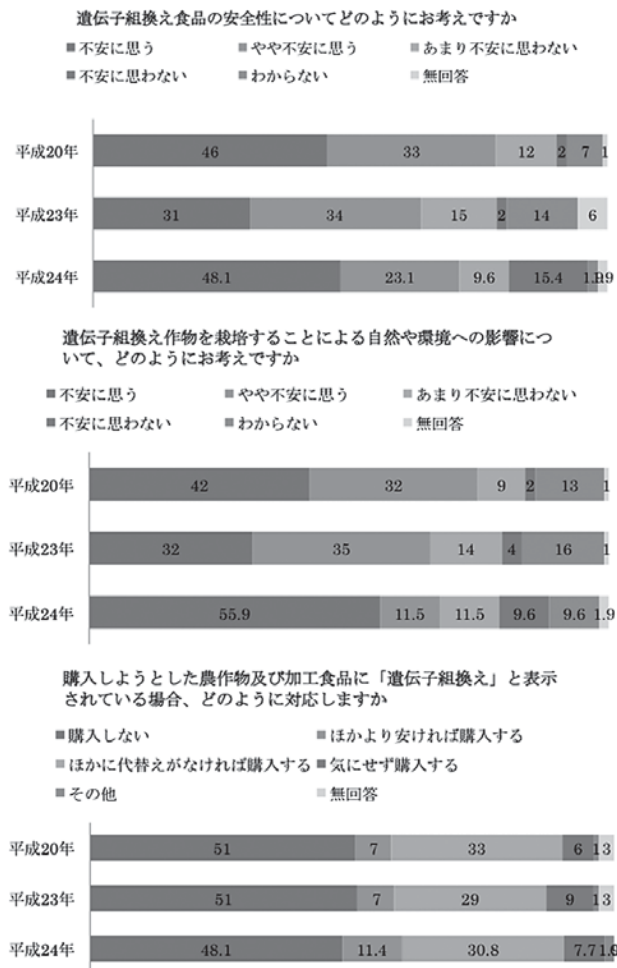 遺伝子組換え食品の安全性についてどのようにお考えですか
■不安に思う ■やや不安に思う ■あまり不安に思わない
■不安に思わない ■わからない ■無回答
平成20年 46 33 12 2 7 1
平成23年 31 34 15 2 14 6
平成24年 48.1 23.1 9.6 15.4 1.9 1.9
遺伝子組換え作物を栽培することによる自然や環境への影響につ
いて、どのようにお考えですか
■不安に思う ■やや不安に思う ■あまり不安に思わない
■不安に思わない ■わからない ■無回答
平成20年 42 32 9 2 13 1
平成23年 32 35 14 4 16 1
平成24年 55.9 11.5 11.5 9.6 9.6 1.9
購入しようとした農作物及び加工食品に「遺伝子組換え」と表示
されている場合、どのように対応しますか
■購入しない ■ほかより安ければ購入する
■ほかに代替えがなければ購入する ■気にせず購入する
■その他 ■無回答
平成20年 51 7 33 6 1 3
平成23年 51 7 29 9 1 3
平成24年 48.1 11.4 30.8 7.7